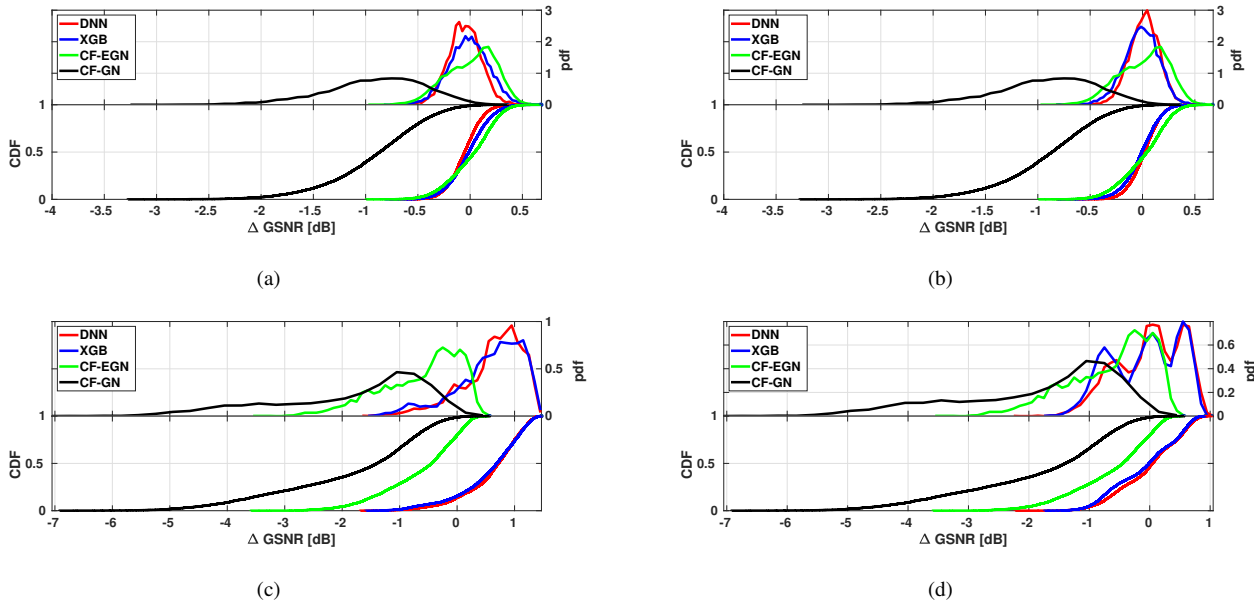 DNN
XGB
CF-EGN
CF-GN
0
1
2
3
pdf
0
0.5
1
CDF
-4 -3.5 -3 -2.5 -2 -1.5 -1 -0.5 0 0.5
Δ GSNR [dB]
(a)
DNN
XGB
CF-EGN
CF-GN
0
1
2
3
pdf
0
0.5
1
CDF
-4 -3.5 -3 -2.5 -2 -1.5 -1 -0.5 0 0.5
Δ GSNR [dB]
(b)
DNN
XGB
CF-EGN
CF-GN
0
0.5
1
pdf
0
0.5
1
CDF
-7 -6 -5 -4 -3 -2 -1 0 1
Δ GSNR [dB]
(c)
DNN
XGB
CF-EGN
CF-GN
0
0.2
0.4
0.6
pdf
0
0.5
1
CDF
-7 -6 -5 -4 -3 -2 -1 0 1
Δ GSNR [dB]
(d)